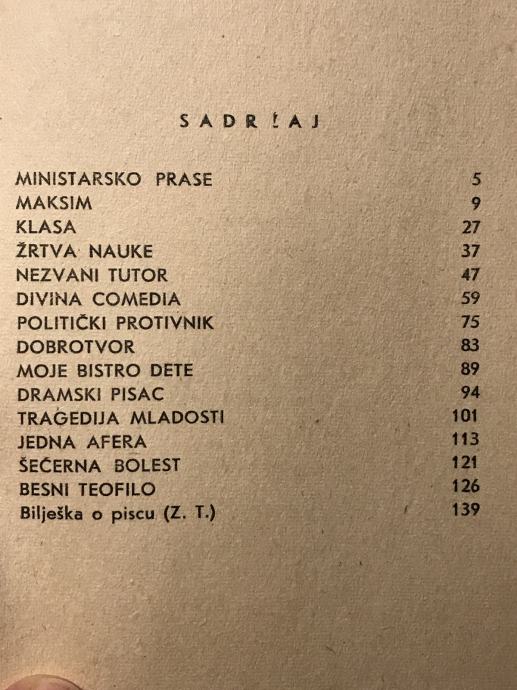 SADRŽAJ
MINISTARSKO PRASE 5
MAKSIM 9
KLASA 27
ŽRTVA NAUKE 37
NEZVANI TUTOR 47
DIVINA COMEDIA 59
POLITIČKI PROTIVNIK 75
DOBROTVOR 83
MOJE BISTRO DETE 89
DRAMSKI PISAC 94
TRAGEDIJA MLADOSTI 101
JEDNA AFERA 113
ŠEĆERNA BOLEST 121
BESNI TEOFILO 126
Bilješka o piscu (Z. T.) 139